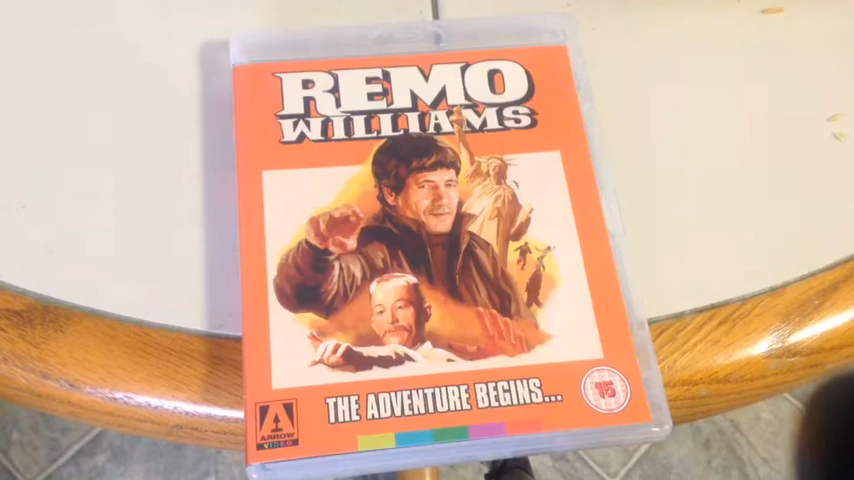 REMO
WILLIAMS
THE ADVENTURE BEGINS...
15
ARROW
VIDEO